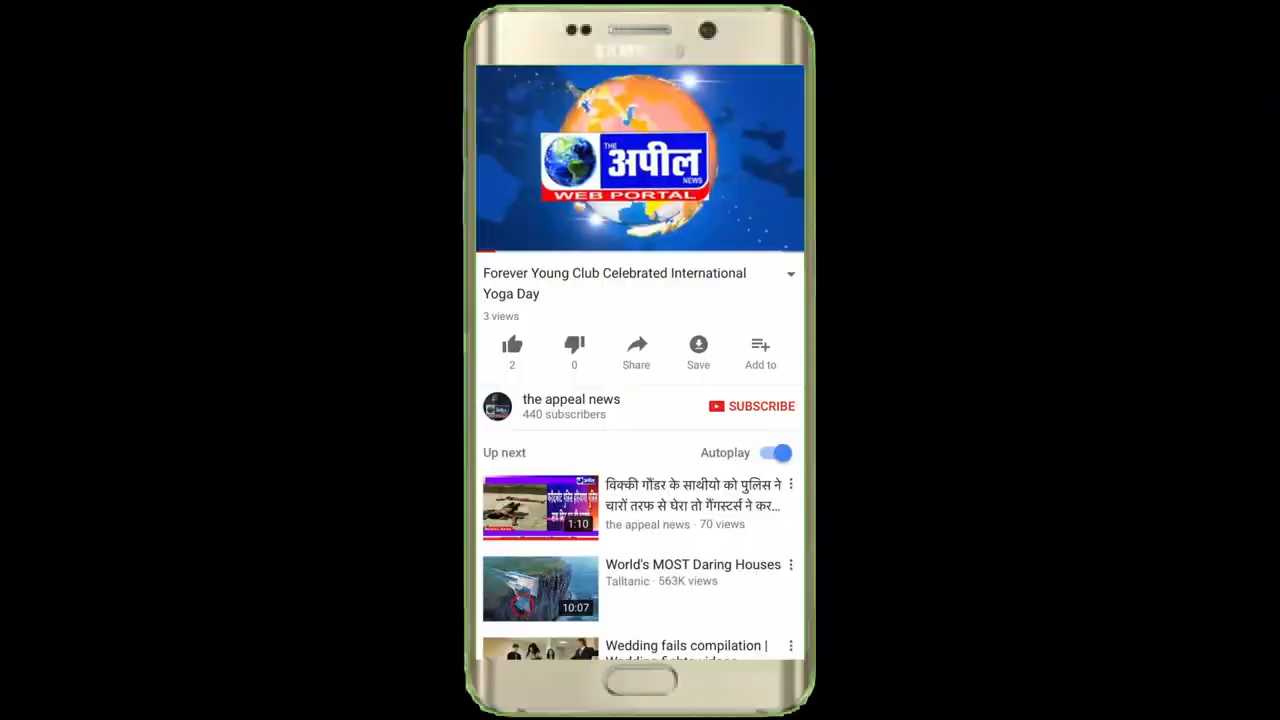 SAMSUNG
THE
अपील
NEWS
WEB PORTAL
Forever Young Club Celebrated International
Yoga Day
3 views
2
0
Share
Save
Add to
the appeal news
440 subscribers
SUBSCRIBE
Up next
Autoplay
विक्की गौंडर के साथीयो को पुलिस ने
चारों तरफ से घेरा तो गैंगस्टर्स ने कर...
the appeal news · 70 views
1:10
World's MOST Daring Houses
Talltanic · 563K views
10:07
Wedding fails compilation |